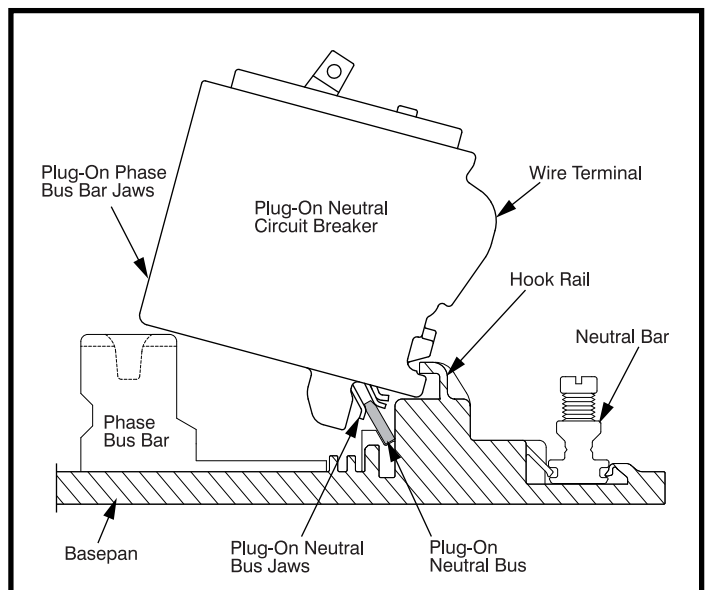 Plug-On Phase
Bus Bar Jaws
Plug-On Neutral
Circuit Breaker
Wire Terminal
Hook Rail
Neutral Bar
Phase
Bus Bar
Basepan
Plug-On Neutral
Bus Jaws
Plug-On
Neutral Bus